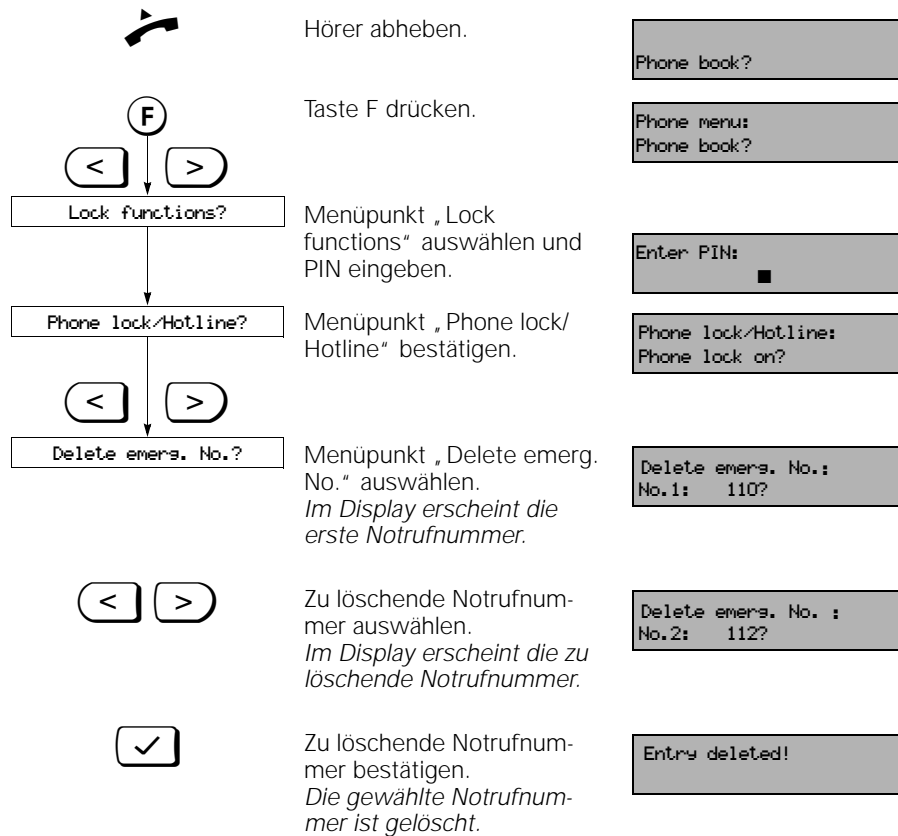 Hörer abheben.
Phone book?
F
Taste F drücken.
Phone menu:
Phone book?
< >
Lock functions?
Menüpunkt „Lock
functions“ auswählen und
PIN eingeben.
Enter PIN:
Phone lock/Hotline?
Menüpunkt „Phone lock/
Hotline“ bestätigen.
Phone lock/Hotline:
Phone lock on?
< >
Delete emerg. No.?
Menüpunkt „Delete emerg.
No.“ auswählen.
Im Display erscheint die
erste Notrufnummer.
Delete emerg. No.:
No.1: 110?
< >
Zu löschende Notrufnum-
mer auswählen.
Im Display erscheint die zu
löschende Notrufnummer.
Delete emerg. No. :
No.2: 112?
Zu löschende Notrufnum-
mer bestätigen.
Die gewählte Notrufnum-
mer ist gelöscht.
Entry deleted!